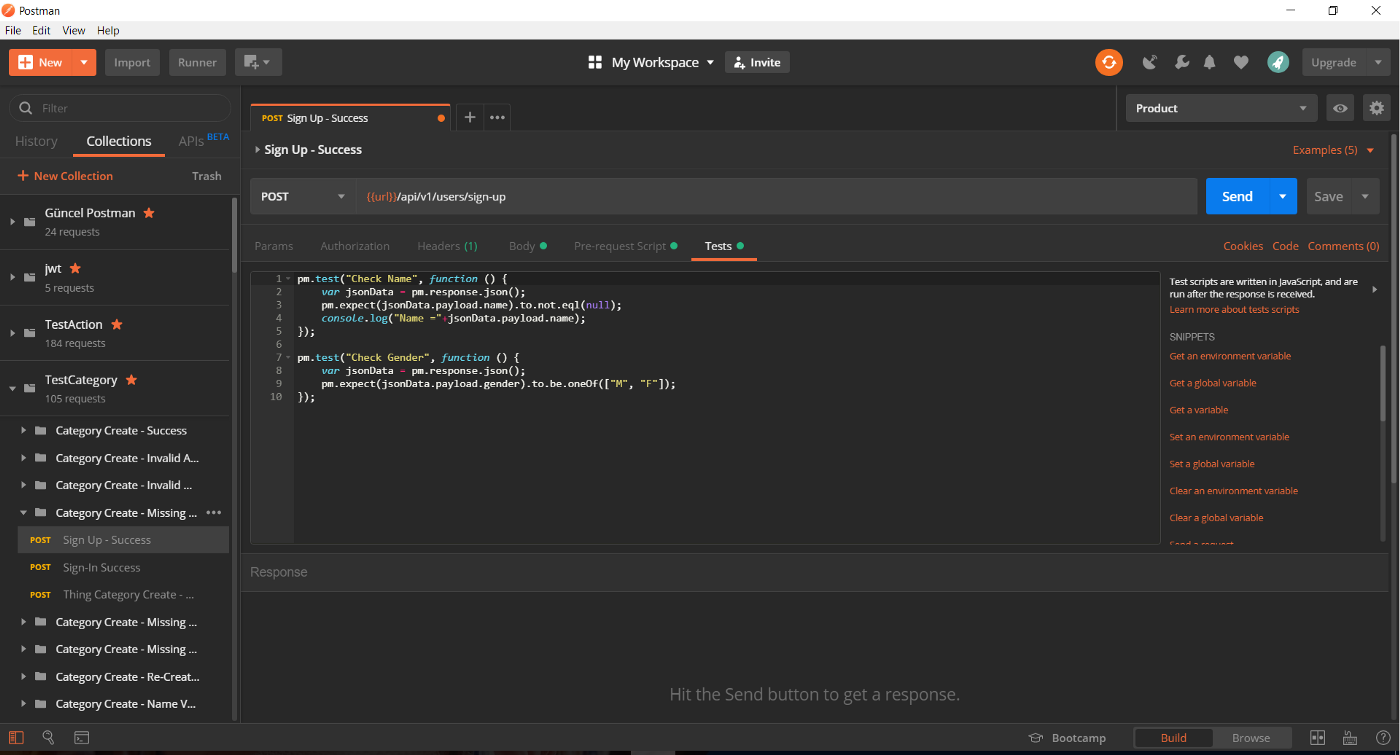 Postman
File Edit View Help
New Import Runner My Workspace Invite Upgrade
Filter
History Collections APIs BETA
New Collection Trash
Güncel Postman
24 requests
jwt
5 requests
TestAction
184 requests
TestCategory
105 requests
Category Create - Success
Category Create - Invalid A...
Category Create - Invalid ...
Category Create - Missing ...
POST Sign Up - Success
POST Sign-In Success
POST Thing Category Create - ...
Category Create - Missing ...
Category Create - Missing ...
Category Create - Re-Creat...
Category Create - Name V...
POST Sign Up - Success
Product
Sign Up - Success
Examples (5)
POST {{url}}/api/v1/users/sign-up Send Save
Params Authorization Headers (1) Body Pre-request Script Tests Cookies Code Comments (0)
1 pm.test("Check Name", function () {
2 var jsonData = pm.response.json();
3 pm.expect(jsonData.payload.name).to.not.eql(null);
4 console.log("Name ="+jsonData.payload.name);
5 });
6
7 pm.test("Check Gender", function () {
8 var jsonData = pm.response.json();
9 pm.expect(jsonData.payload.gender).to.be.oneOf(["M", "F"]);
10 });
Test scripts are written in JavaScript, and are
run after the response is received.
Learn more about tests scripts
SNIPPETS
Get an environment variable
Get a global variable
Get a variable
Set an environment variable
Set a global variable
Clear an environment variable
Clear a global variable
Send a request
Response
Hit the Send button to get a response.
Bootcamp Build Browse